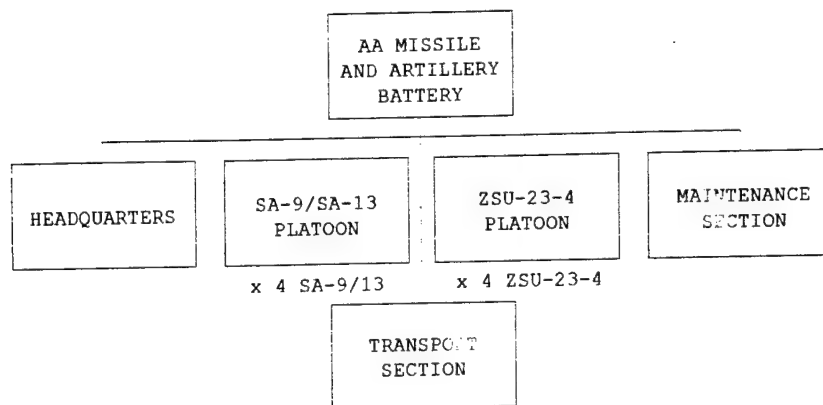 AA MISSILE
AND ARTILLERY
BATTERY
HEADQUARTERS
SA-9/SA-13
PLATOON
ZSU-23-4
PLATOON
MAINTENANCE
SECTION
x 4 SA-9/13
x 4 ZSU-23-4
TRANSPORT
SECTION